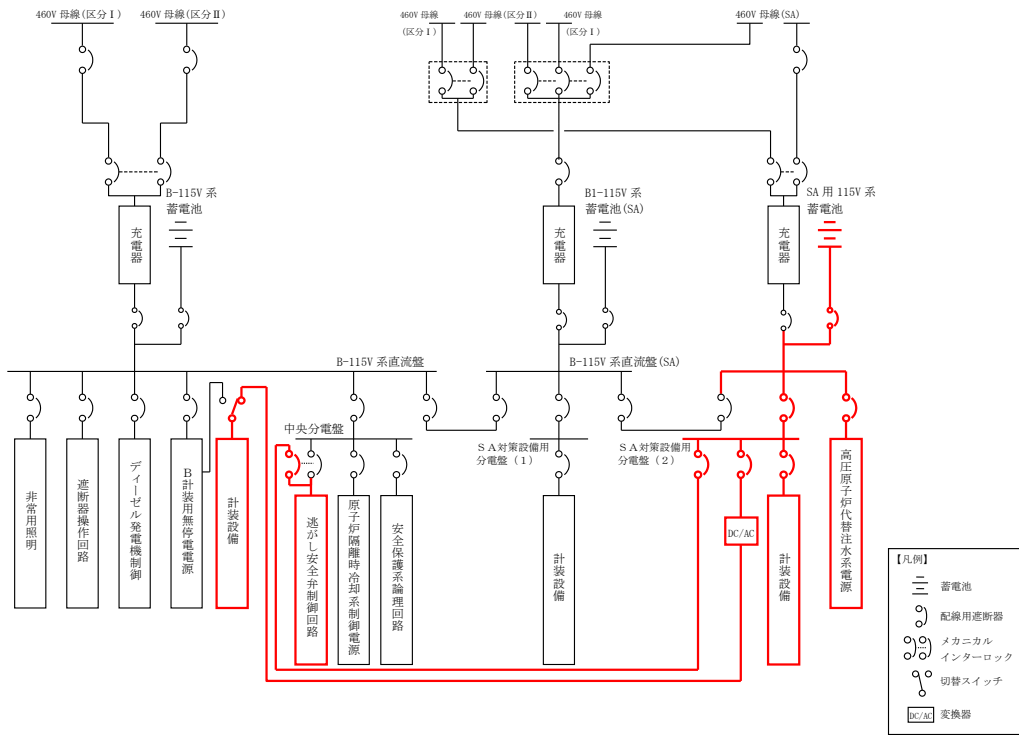 460V 母線(区分Ⅰ)
460V 母線(区分Ⅱ)
460V 母線
(区分Ⅰ)
460V 母線(区分Ⅱ)
460V 母線
(区分Ⅰ)
460V 母線(SA)
B-115V 系
蓄電池
充電器
B1-115V 系
蓄電池(SA)
充電器
SA 用 115V 系
蓄電池
充電器
B-115V 系直流盤
B-115V 系直流盤(SA)
中央分電盤
SA対策設備用
分電盤(1)
SA対策設備用
分電盤(2)
非常用照明
遮断器操作回路
ディーゼル発電機制御
B計装用無停電電源
計装設備
逃がし安全弁制御回路
原子炉隔離時冷却系制御電源
安全保護系論理回路
計装設備
DC/AC
計装設備
高圧原子炉代替注水系電源
【凡例】
蓄電池
配線用遮断器
メカニカル
インターロック
切替スイッチ
DC/AC 変換器